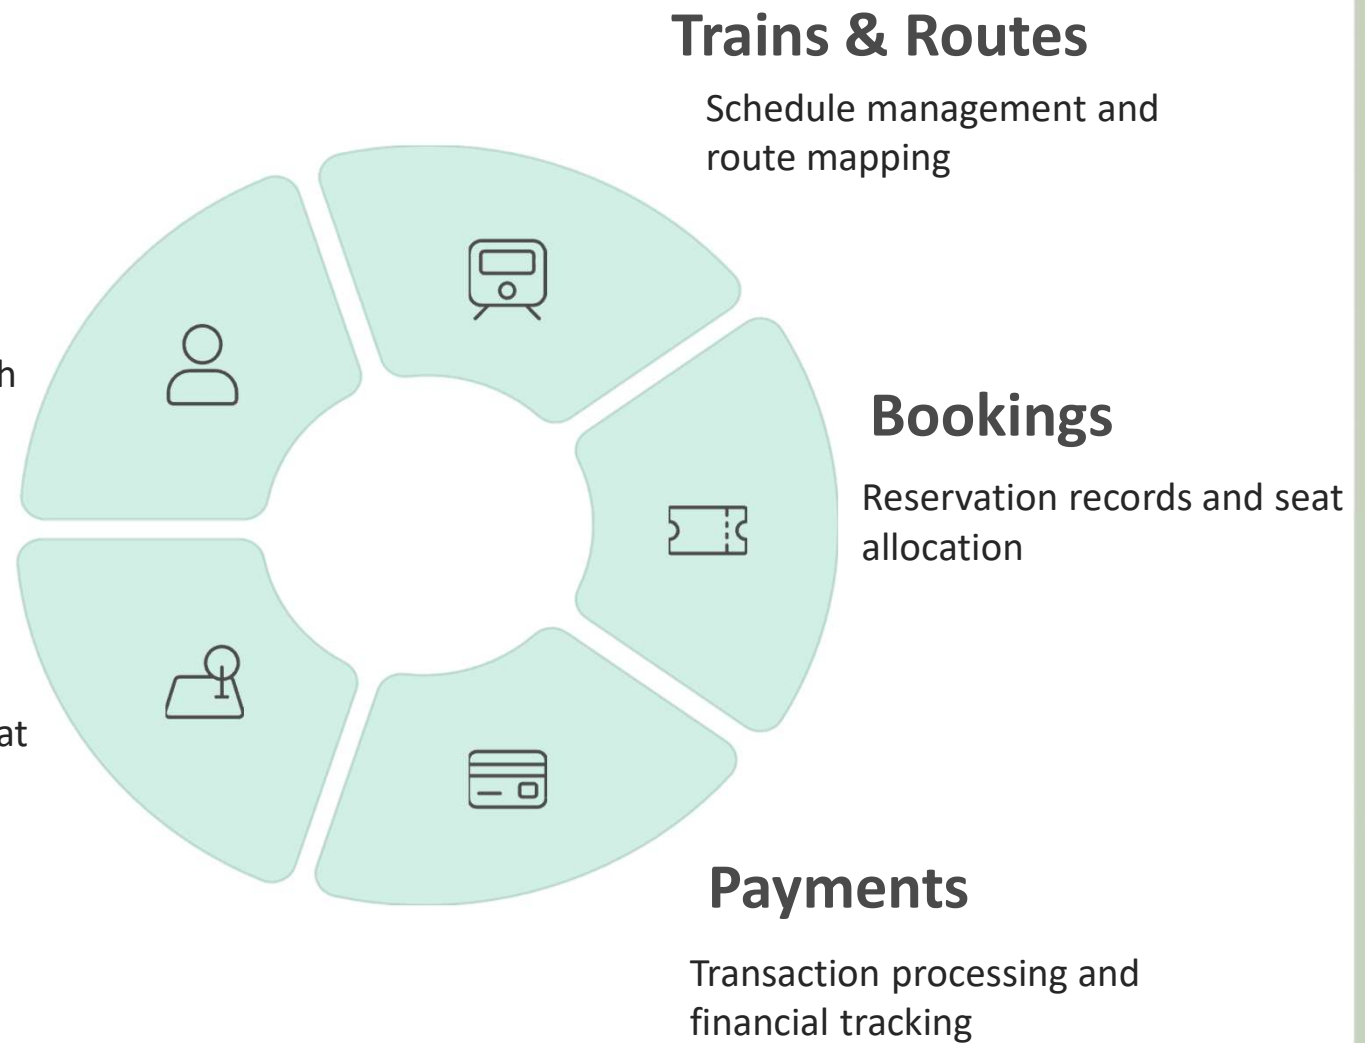 Trains & Routes
Schedule management and
route mapping
Bookings
Reservation records and seat
allocation
Payments
Transaction processing and
financial tracking